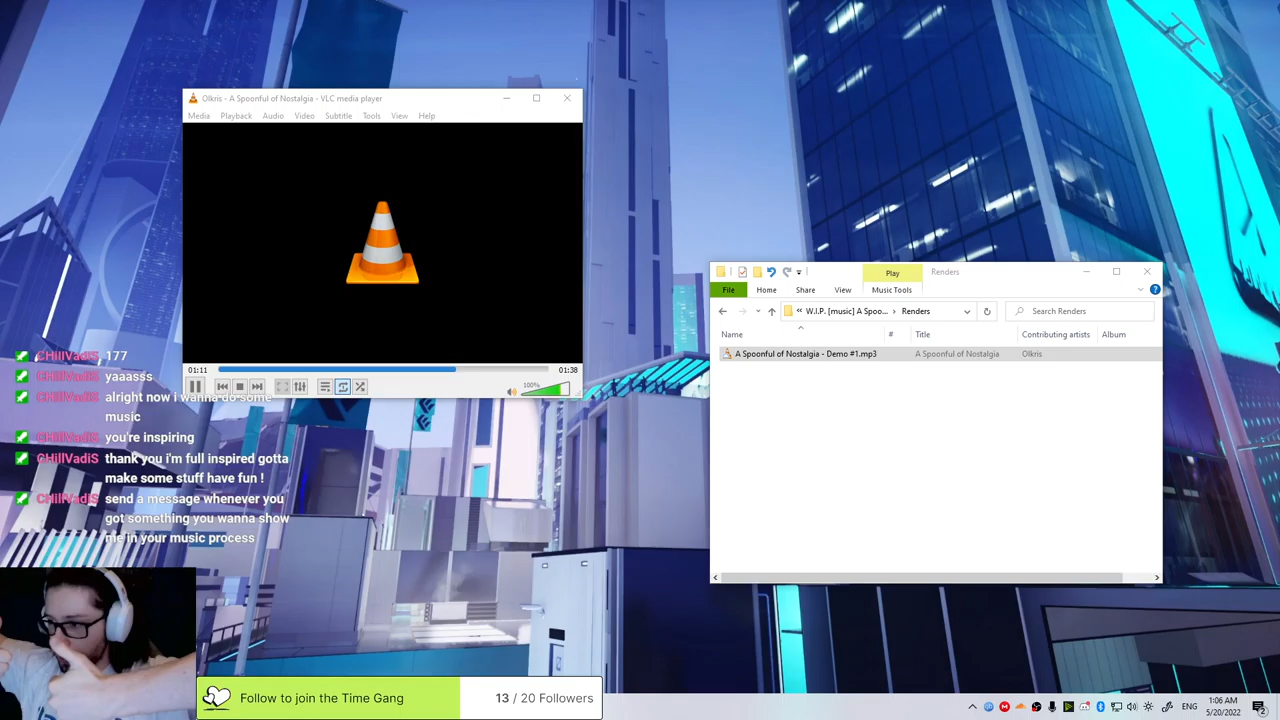 Olkris - A Spoonful of Nostalgia - VLC media player
Media Playback Audio Video Subtitle Tools View Help
01:11 01:38
100%
Play Renders
File Home Share View Music Tools
« W.I.P. [music] A Spoo... › Renders
Search Renders
Name # Title Contributing artists Album
A Spoonful of Nostalgia - Demo #1.mp3 A Spoonful of Nostalgia Olkris
CHillVadiS 177
CHillVadiS yaaasss
CHillVadiS alright now i wanna do some
music
CHillVadiS you're inspiring
CHillVadiS thank you i'm full inspired gotta
make some stuff have fun !
CHillVadiS send a message whenever you
got something you wanna show
me in your music process
Follow to join the Time Gang 13 / 20 Followers
ENG
1:06 AM
5/20/2022
2